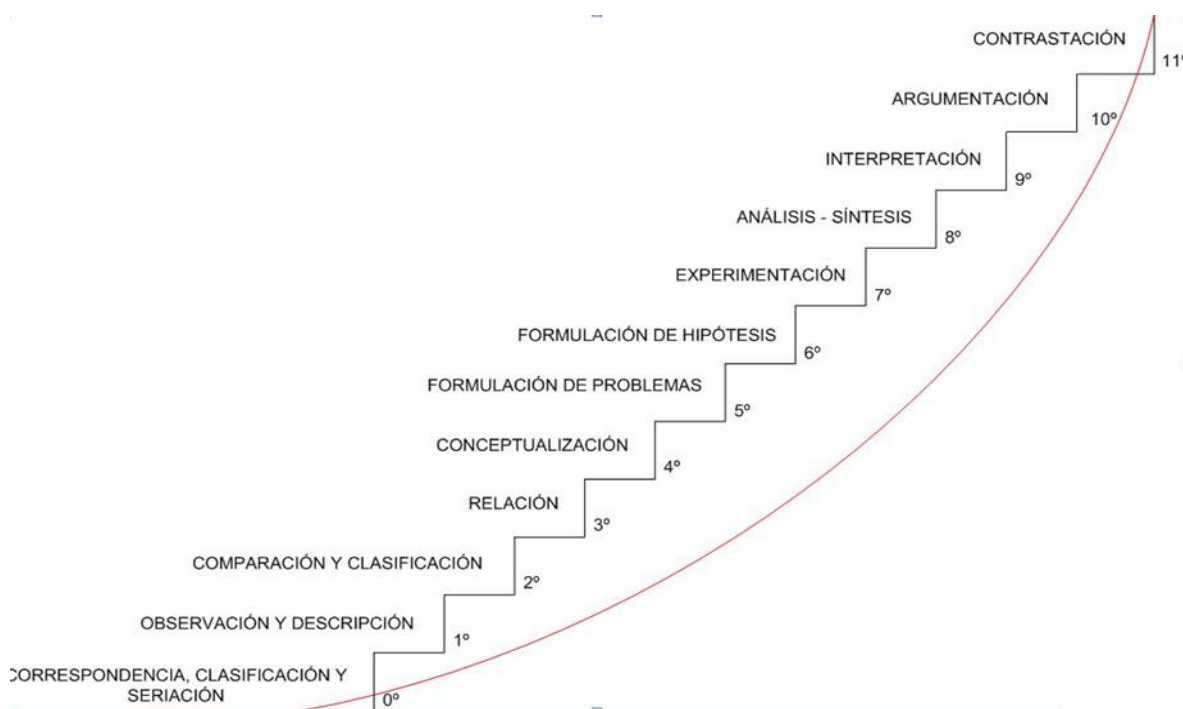 CONTRASTACIÓN
11º
ARGUMENTACIÓN
10º
INTERPRETACIÓN
9º
ANÁLISIS - SÍNTESIS
8º
EXPERIMENTACIÓN
7º
FORMULACIÓN DE HIPÓTESIS
6º
FORMULACIÓN DE PROBLEMAS
5º
CONCEPTUALIZACIÓN
4º
RELACIÓN
3º
COMPARACIÓN Y CLASIFICACIÓN
2º
OBSERVACIÓN Y DESCRIPCIÓN
1º
CORRESPONDENCIA, CLASIFICACIÓN Y
SERIACIÓN
0º